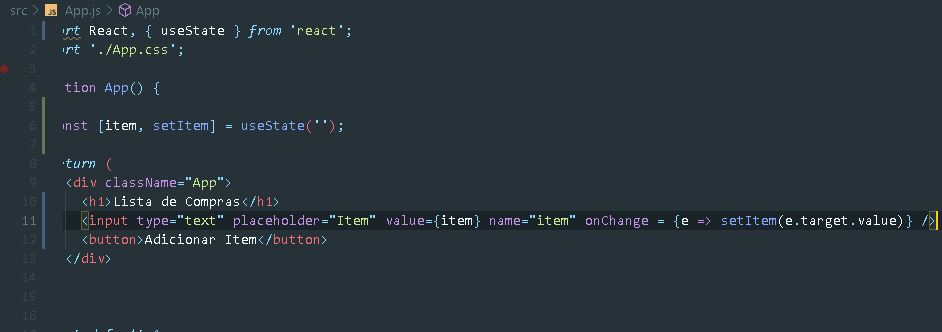 src > JS App.js > App
1 ort React, { useState } from 'react';
2 ort './App.css';
3
4 tion App() {
5
6 nst [item, setItem] = useState('');
7
8 turn (
9 <div className="App">
10 <h1>Lista de Compras</h1>
11 <input type="text" placeholder="Item" value={item} name="item" onChange = {e => setItem(e.target.value)} />
12 <button>Adicionar Item</button>
13 </div>
14
15
16